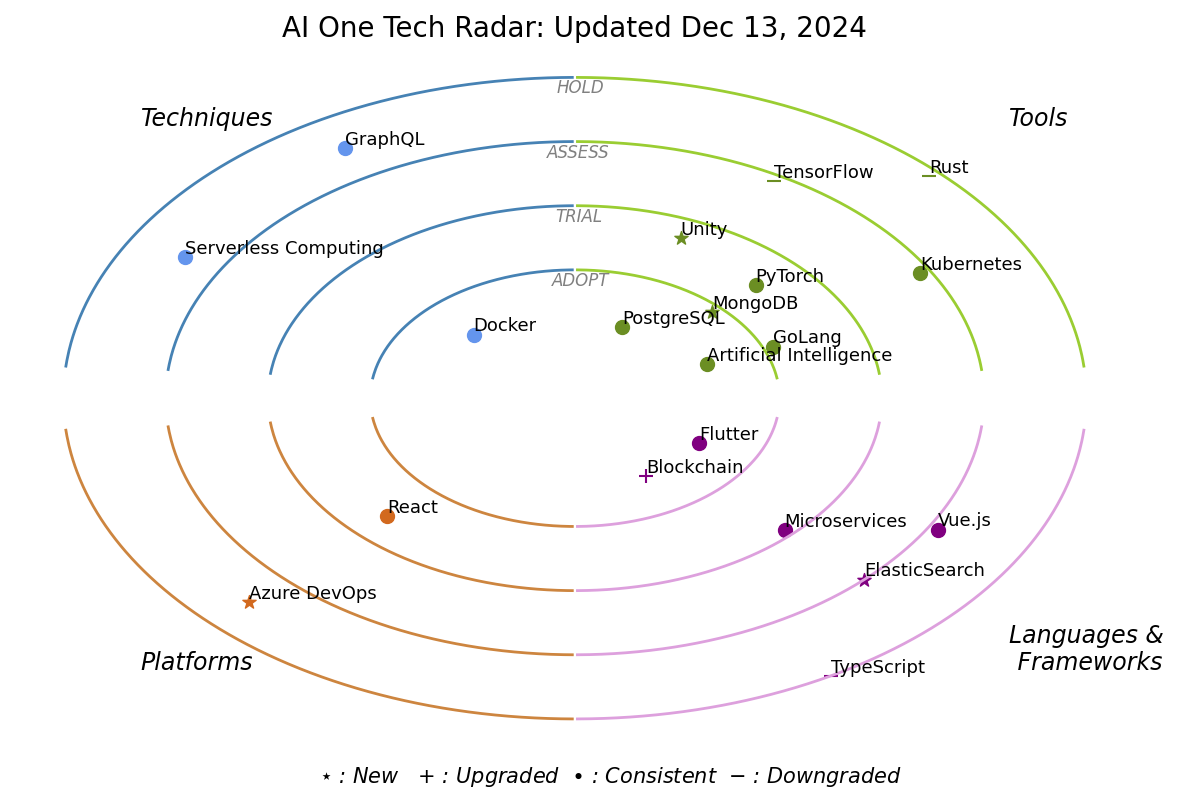 AI One Tech Radar: Updated Dec 13, 2024
HOLD
Techniques
Tools
GraphQL
ASSESS
TensorFlow
Rust
TRIAL
Unity
Serverless Computing
Kubernetes
ADOPT
PyTorch
MongoDB
PostgreSQL
Docker
GoLang
Artificial Intelligence
Flutter
Blockchain
React
Microservices
Vue.js
ElasticSearch
Azure DevOps
Languages &
Frameworks
Platforms
TypeScript
⋆ : New + : Upgraded • : Consistent − : Downgraded